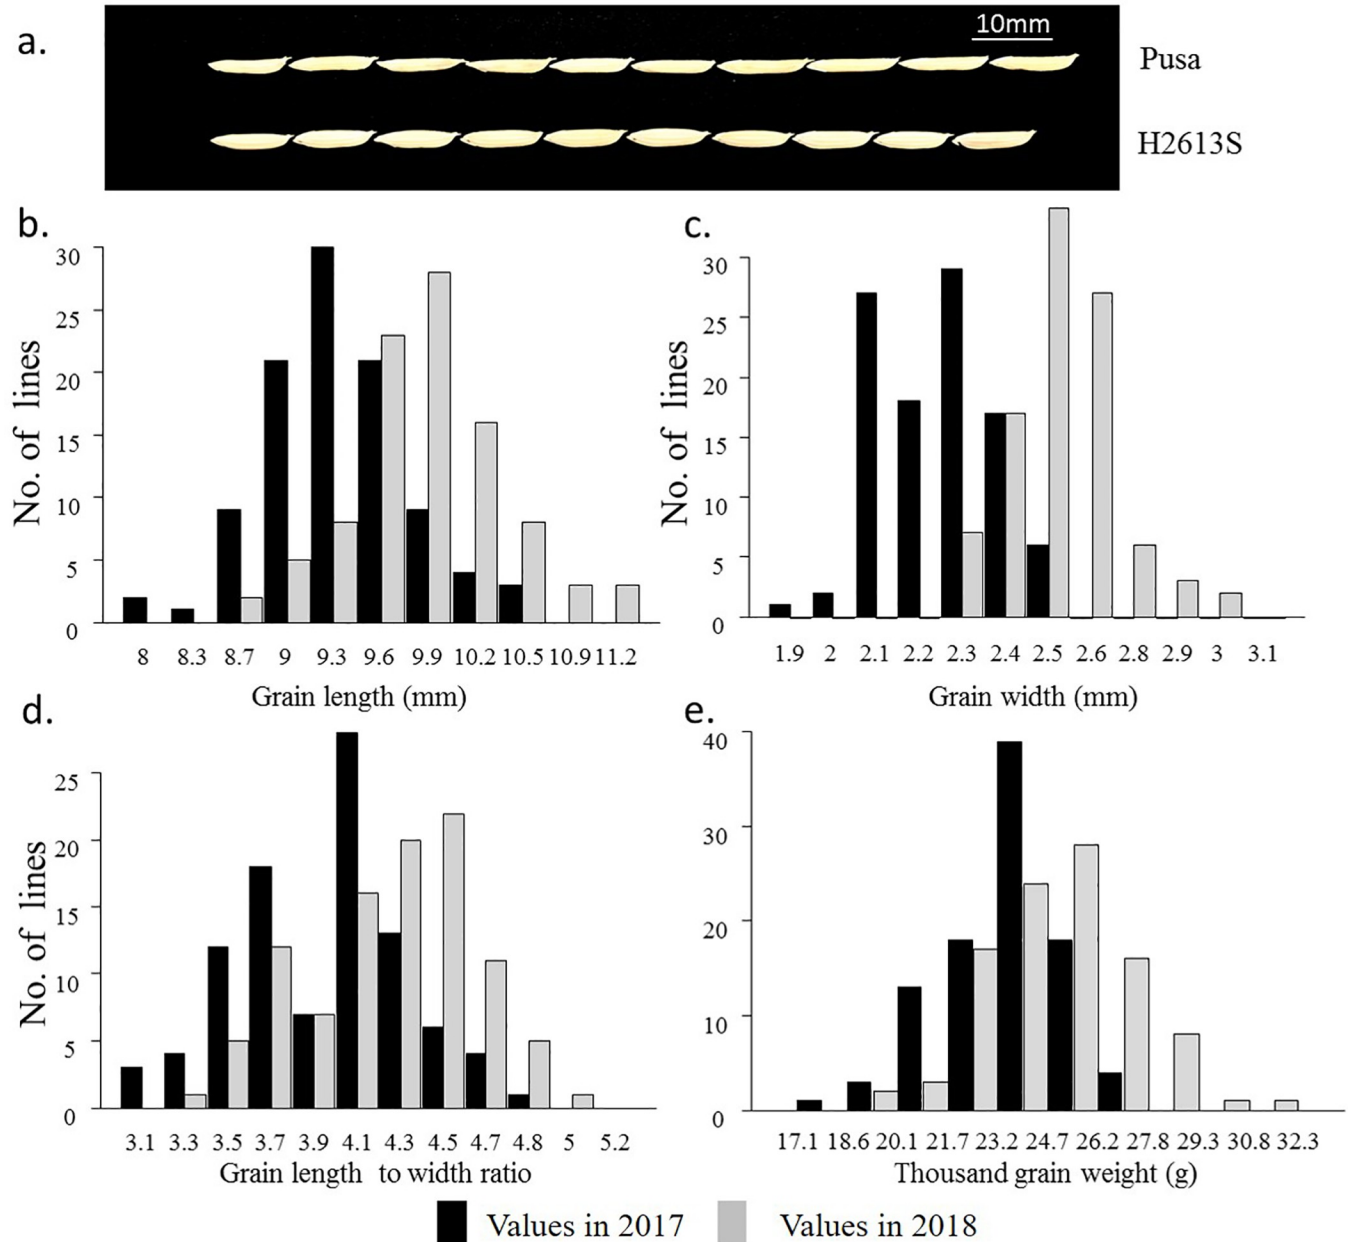 a.
10mm
Pusa
H2613S
b.
No. of lines
30
25
20
15
10
5
0
8 8.3 8.7 9 9.3 9.6 9.9 10.2 10.5 10.9 11.2
Grain length (mm)
c.
No. of lines
30
25
20
15
10
5
0
1.9 2 2.1 2.2 2.3 2.4 2.5 2.6 2.8 2.9 3 3.1
Grain width (mm)
d.
No. of lines
25
20
15
10
5
0
3.1 3.3 3.5 3.7 3.9 4.1 4.3 4.5 4.7 4.8 5 5.2
Grain length to width ratio
e.
40
30
20
10
0
17.1 18.6 20.1 21.7 23.2 24.7 26.2 27.8 29.3 30.8 32.3
Thousand grain weight (g)
Values in 2017 Values in 2018